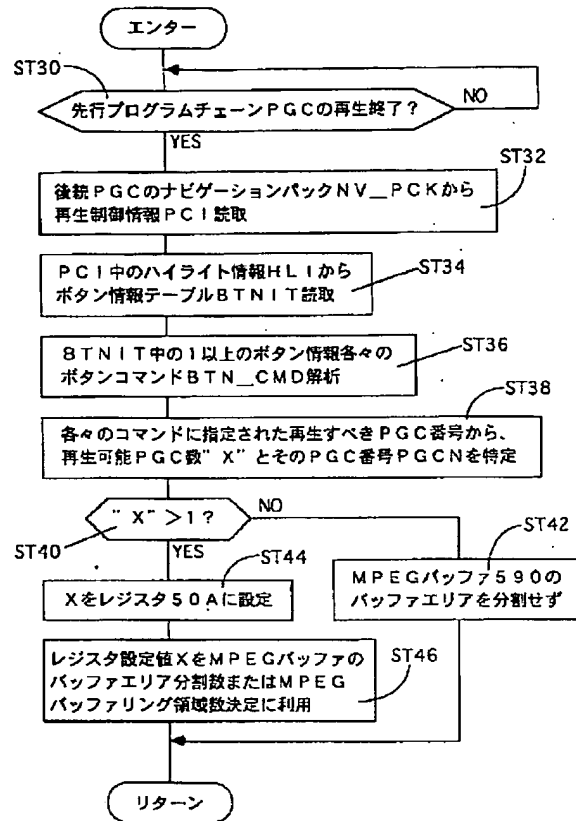 エンター
ST30
先行プログラムチェーンPGCの再生終了?
NO
YES
ST32
後続PGCのナビゲーションパックNV__PCKから
再生制御情報PCI読取
ST34
PCI中のハイライト情報HLIから
ボタン情報テーブルBTNIT読取
ST36
BTNIT中の1以上のボタン情報各々の
ボタンコマンドBTN__CMD解析
ST38
各々のコマンドに指定された再生すべきPGC番号から、
再生可能PGC数"X"とそのPGC番号PGCNを特定
"X">1?
NO
ST40
YES
ST42
MPEGバッファ590の
バッファエリアを分割せず
ST44
Xをレジスタ50Aに設定
レジスタ設定値XをMPEGバッファの
バッファエリア分割数またはMPEG
バッファリング領域数決定に利用
ST46
リターン